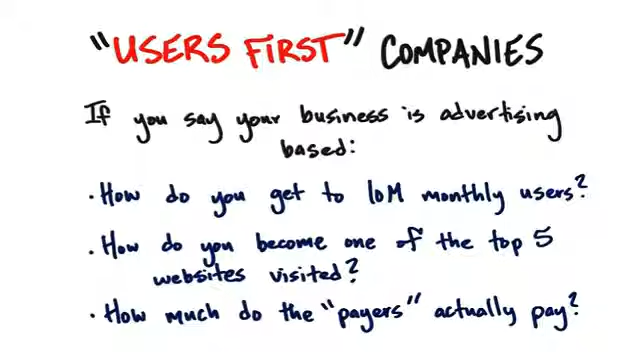 "USERS FIRST" COMPANIES
If you say your business is advertising
based:
• How do you get to 10M monthly users?
• How do you become one of the top 5
websites visited?
• How much do the "payers" actually pay?